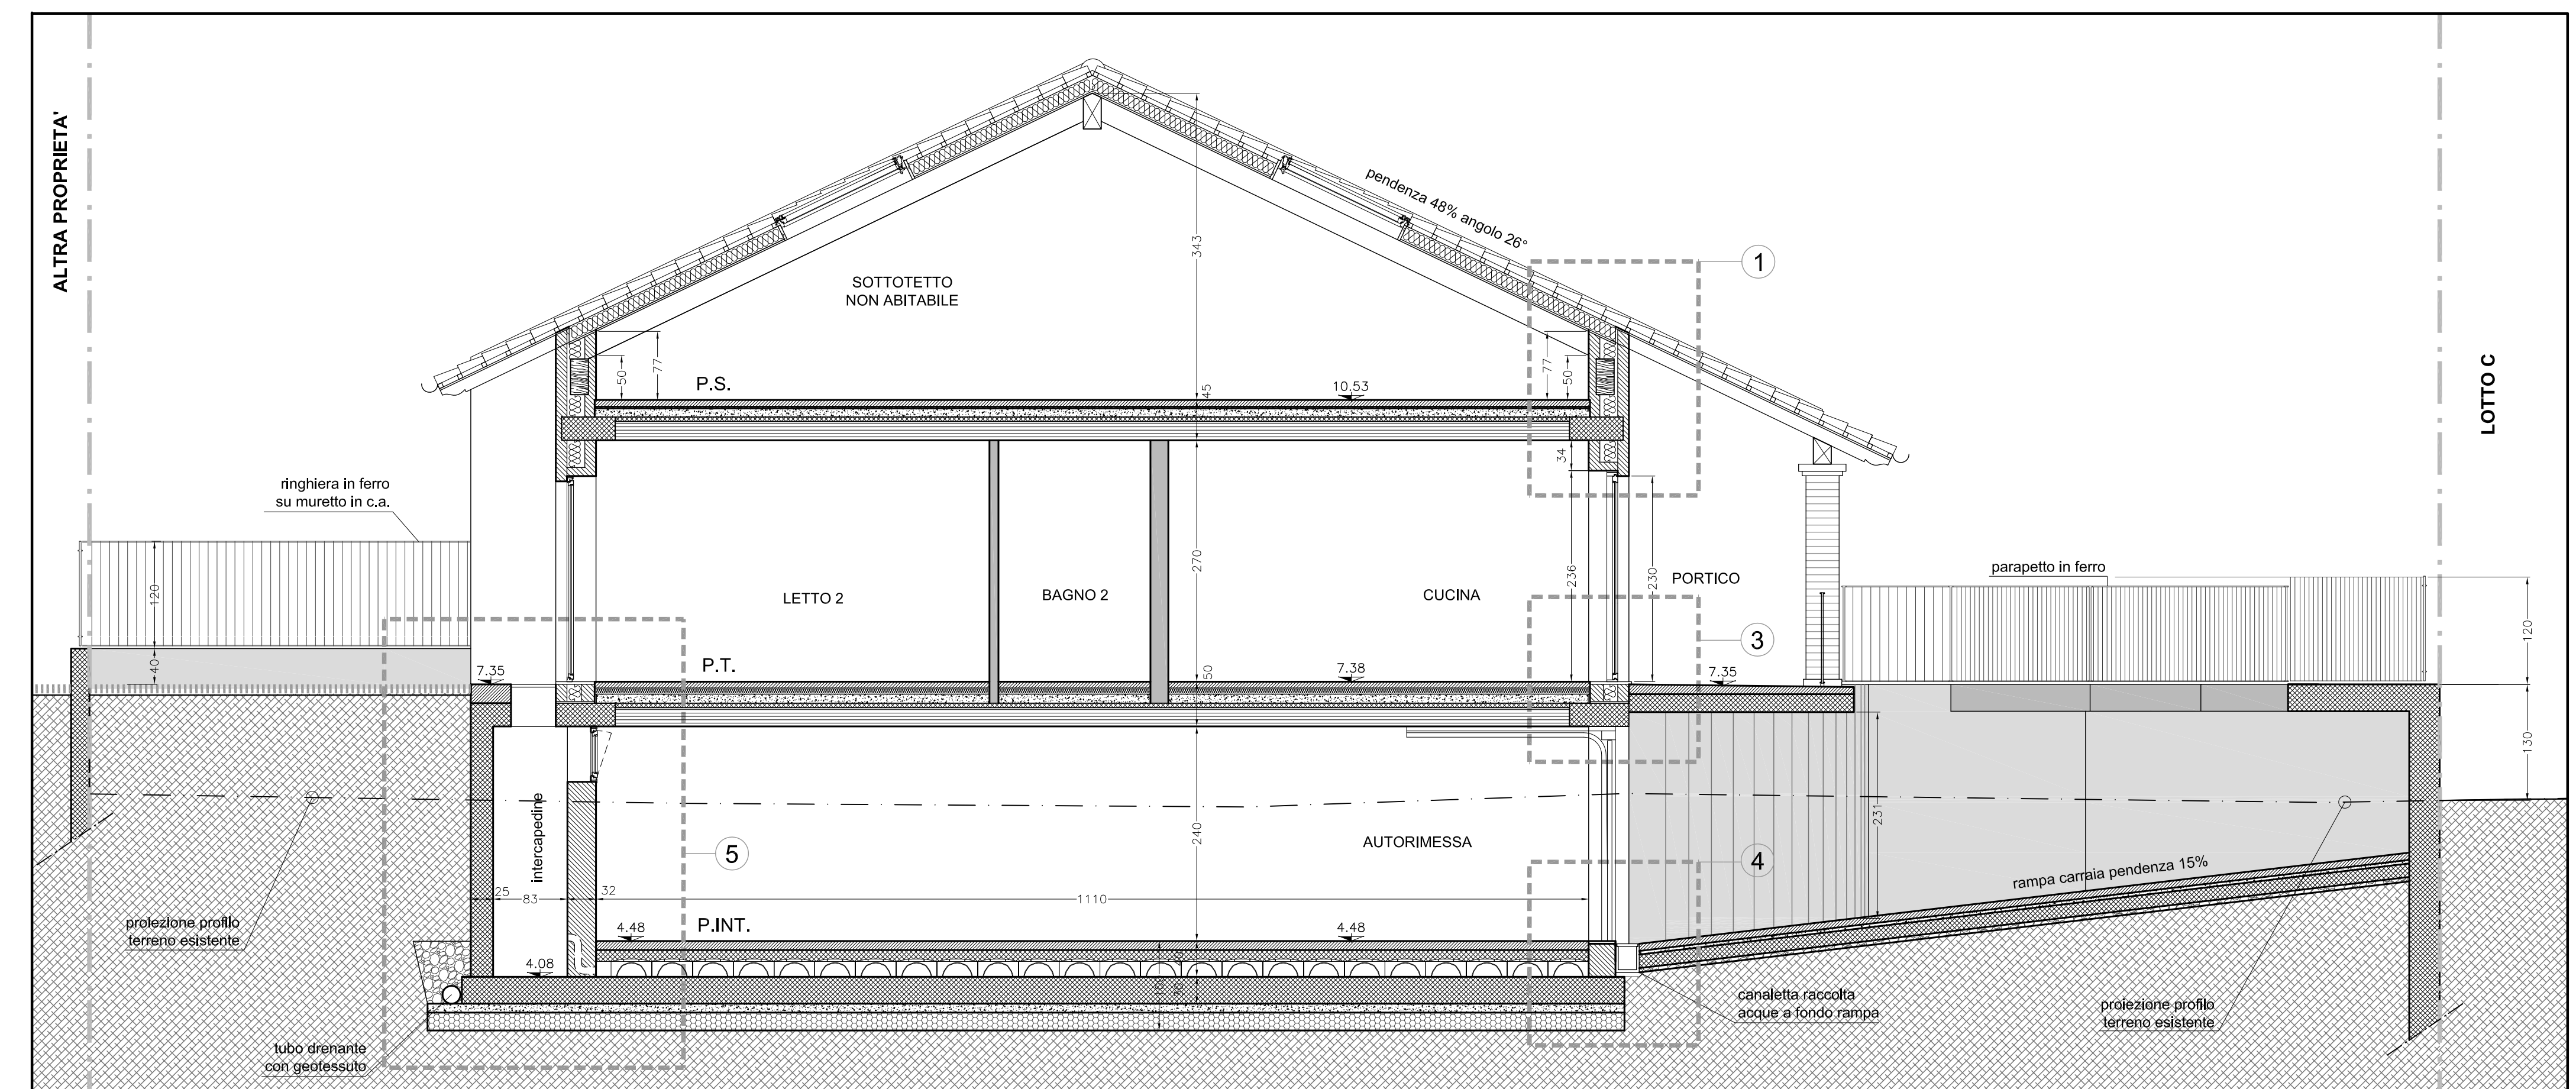 ALTRA PROPRIETA'
LOTTO C
pendenza 48% angolo 26°
1
343
SOTTOTETTO
NON ABITABILE
50
77
P.S.
45
10.53
77
50
34
ringhiera in ferro
su muretto in c.a.
120
40
270
236
230
LETTO 2
BAGNO 2
CUCINA
PORTICO
parapetto in ferro
3
120
P.T.
7.35
50
7.38
7.35
130
intercapedine
240
231
AUTORIMESSA
5
4
rampa carraia pendenza 15%
25
83
32
1110
proiezione profilo
terreno esistente
P.INT.
4.48
4.48
4.08
40
30
canaletta raccolta
acque a fondo rampa
proiezione profilo
terreno esistente
tubo drenante
con geotessuto